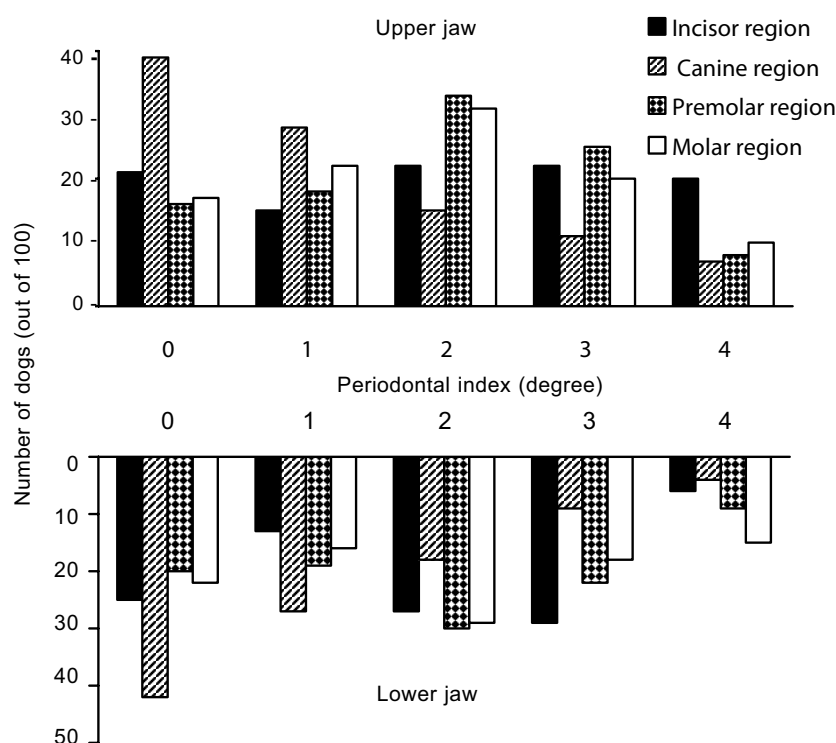 Upper jaw
Incisor region
Canine region
Premolar region
Molar region
Number of dogs (out of 100)
40
30
20
10
0
0 1 2 3 4
Periodontal index (degree)
0 1 2 3 4
0
10
20
30
40
50
Lower jaw